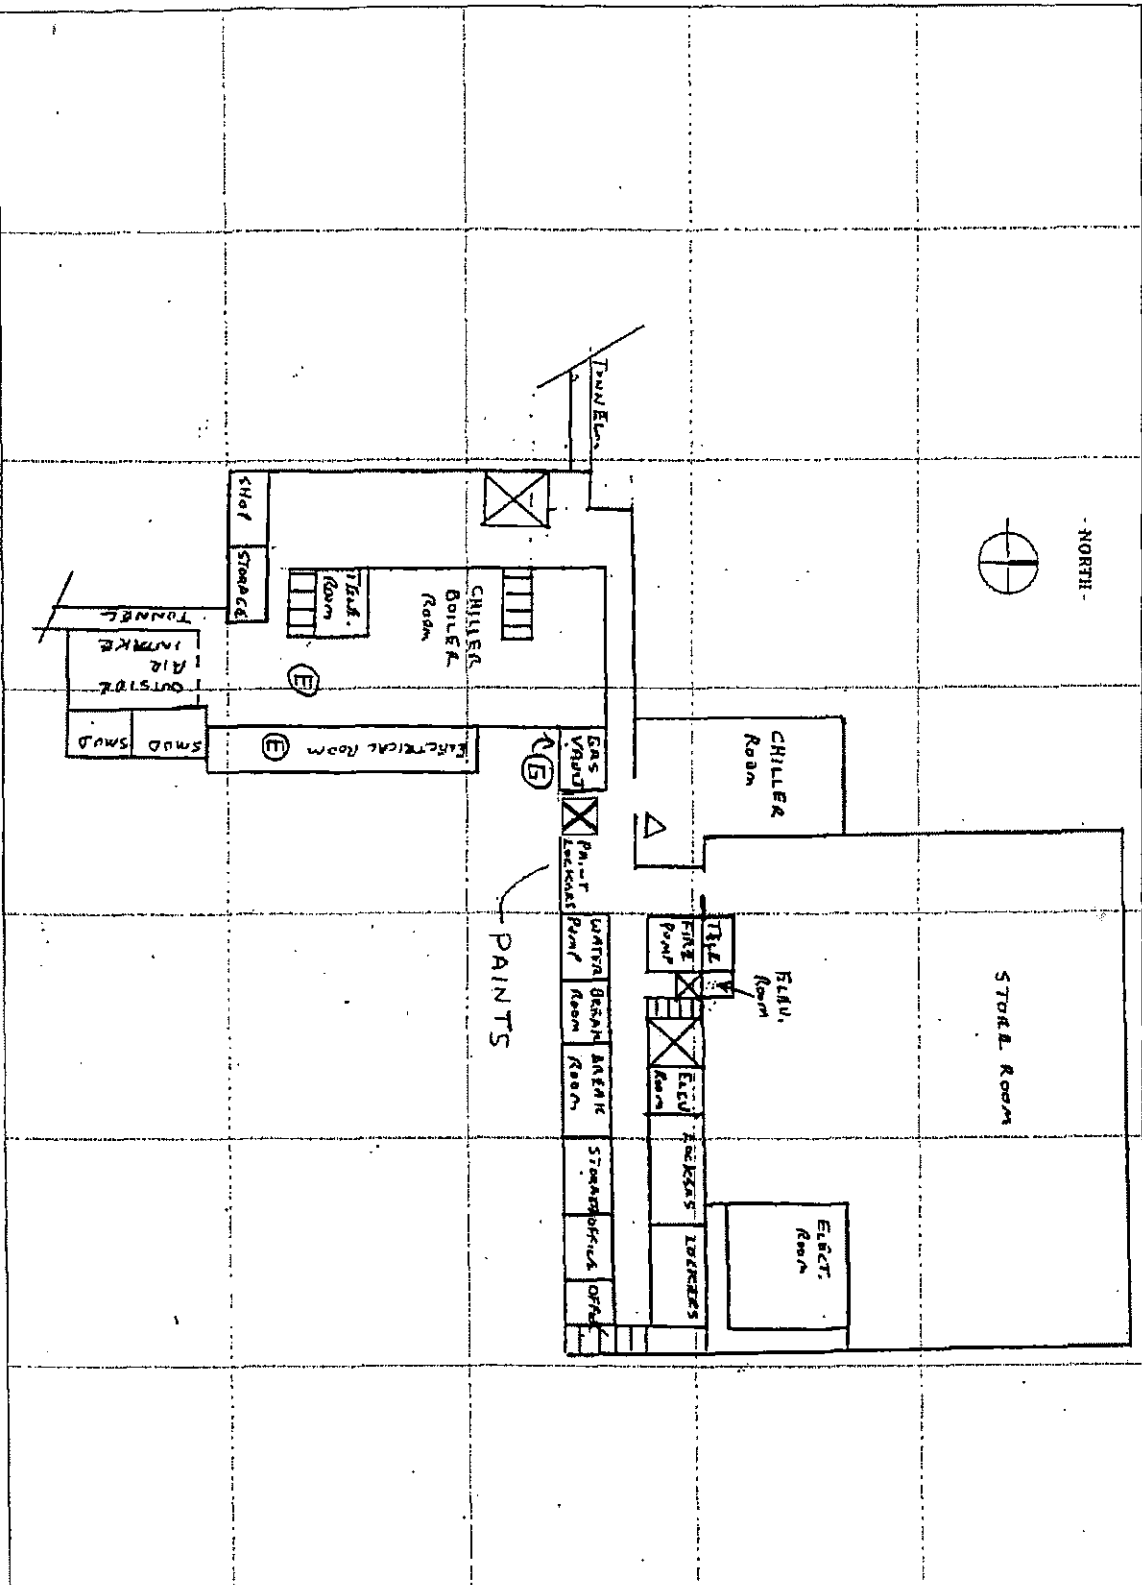 - NORTH -
TUNNEL
SHOP
STORAGE
ROOM
CHILLER
BOILER
ROOM
E
TUNNEL
OUTSIDE
AIR
INTAKE
SMUD
SMUD
ELECTRICAL ROOM
E
GAS
VAULT
G
CHILLER
ROOM
PAINT
LOCKERS
PAINTS
WATER
PUMP
BREAK
ROOM
BREAK
ROOM
STORAGE
OFFICE
OFFICE
TELE
FIRE
PUMP
ELEV.
ROOM
ELEV
ROOM
LOCKERS
LOCKERS
STORE ROOM
ELECT.
ROOM